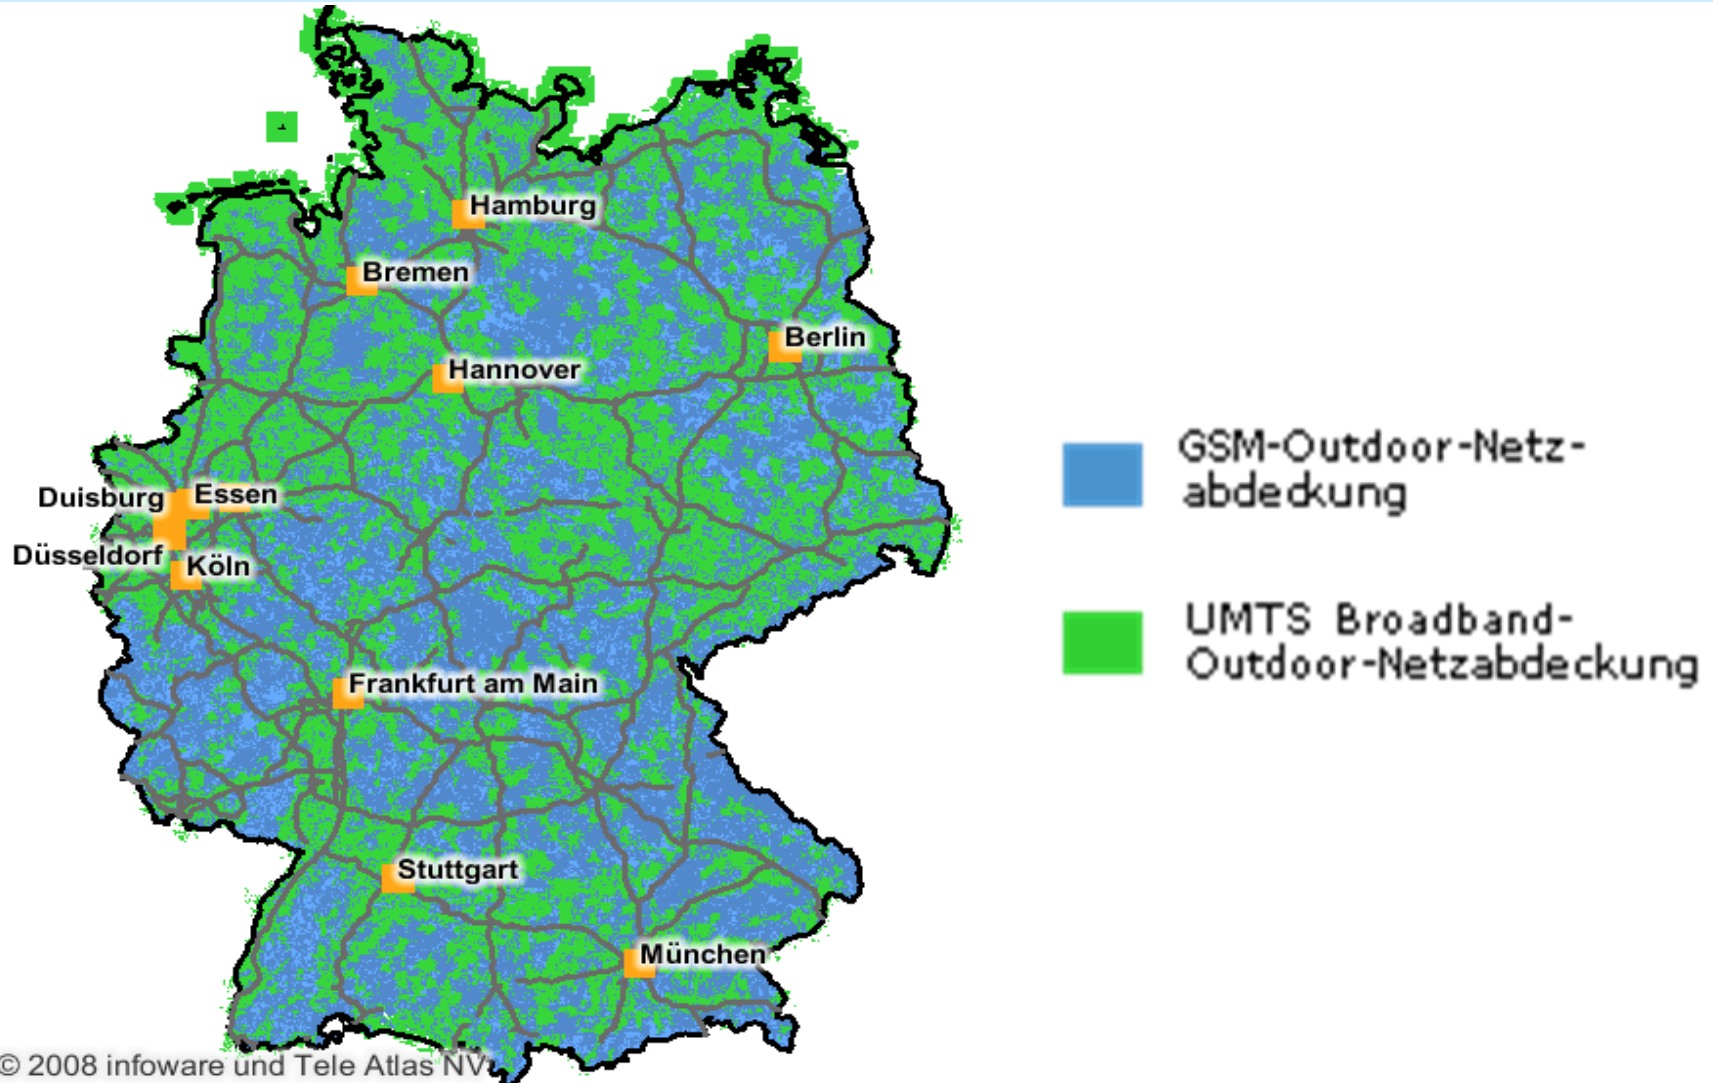 Hamburg
Bremen
Berlin
Hannover
Duisburg
Essen
Düsseldorf
Köln
Frankfurt am Main
Stuttgart
München
© 2008 infoware und Tele Atlas NV
GSM-Outdoor-Netz-
abdeckung
UMTS Broadband-
Outdoor-Netzabdeckung